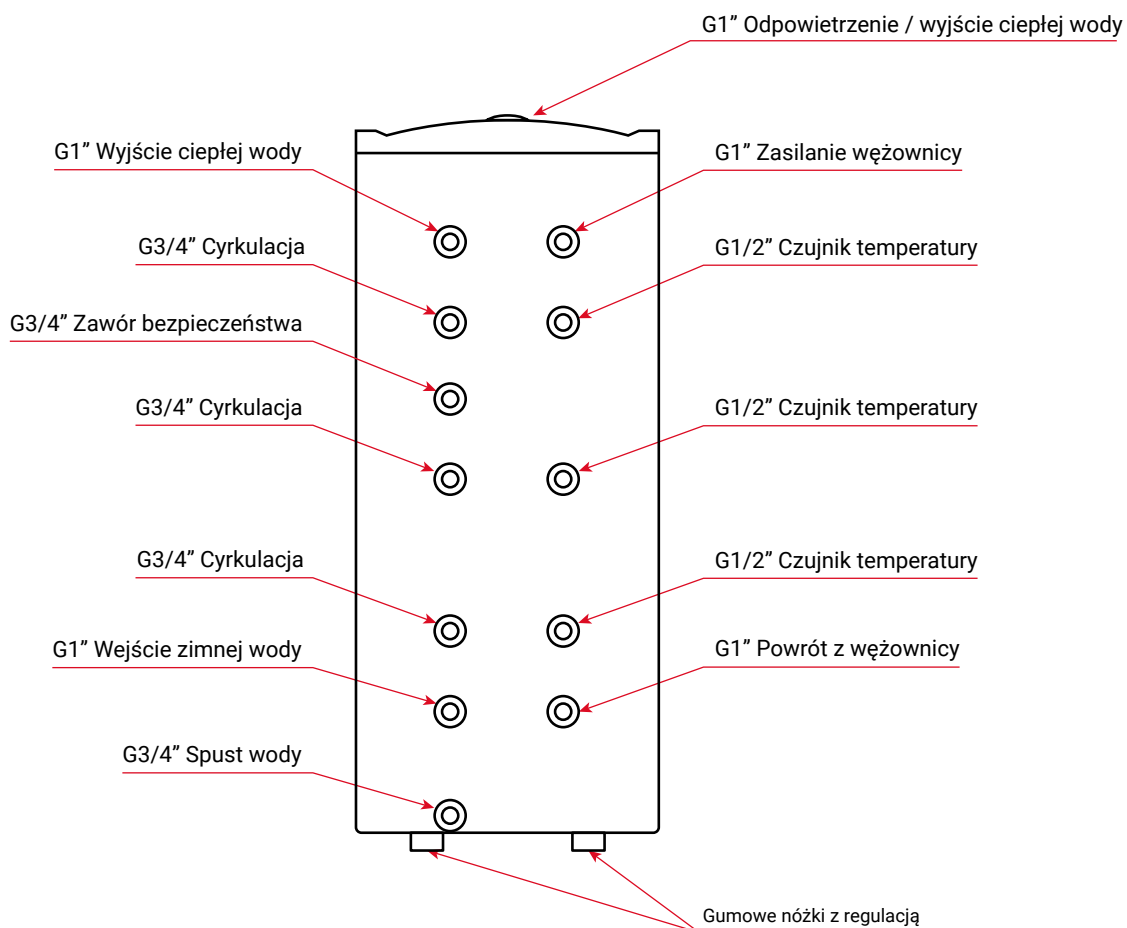 G1” Odpowietrzenie / wyjście ciepłej wody
G1” Wyjście ciepłej wody
G1” Zasilanie wężownicy
G3/4” Cyrkulacja
G1/2” Czujnik temperatury
G3/4” Zawór bezpieczeństwa
G3/4” Cyrkulacja
G1/2” Czujnik temperatury
G3/4” Cyrkulacja
G1/2” Czujnik temperatury
G1” Wejście zimnej wody
G1” Powrót z wężownicy
G3/4” Spust wody
Gumowe nóżki z regulacją